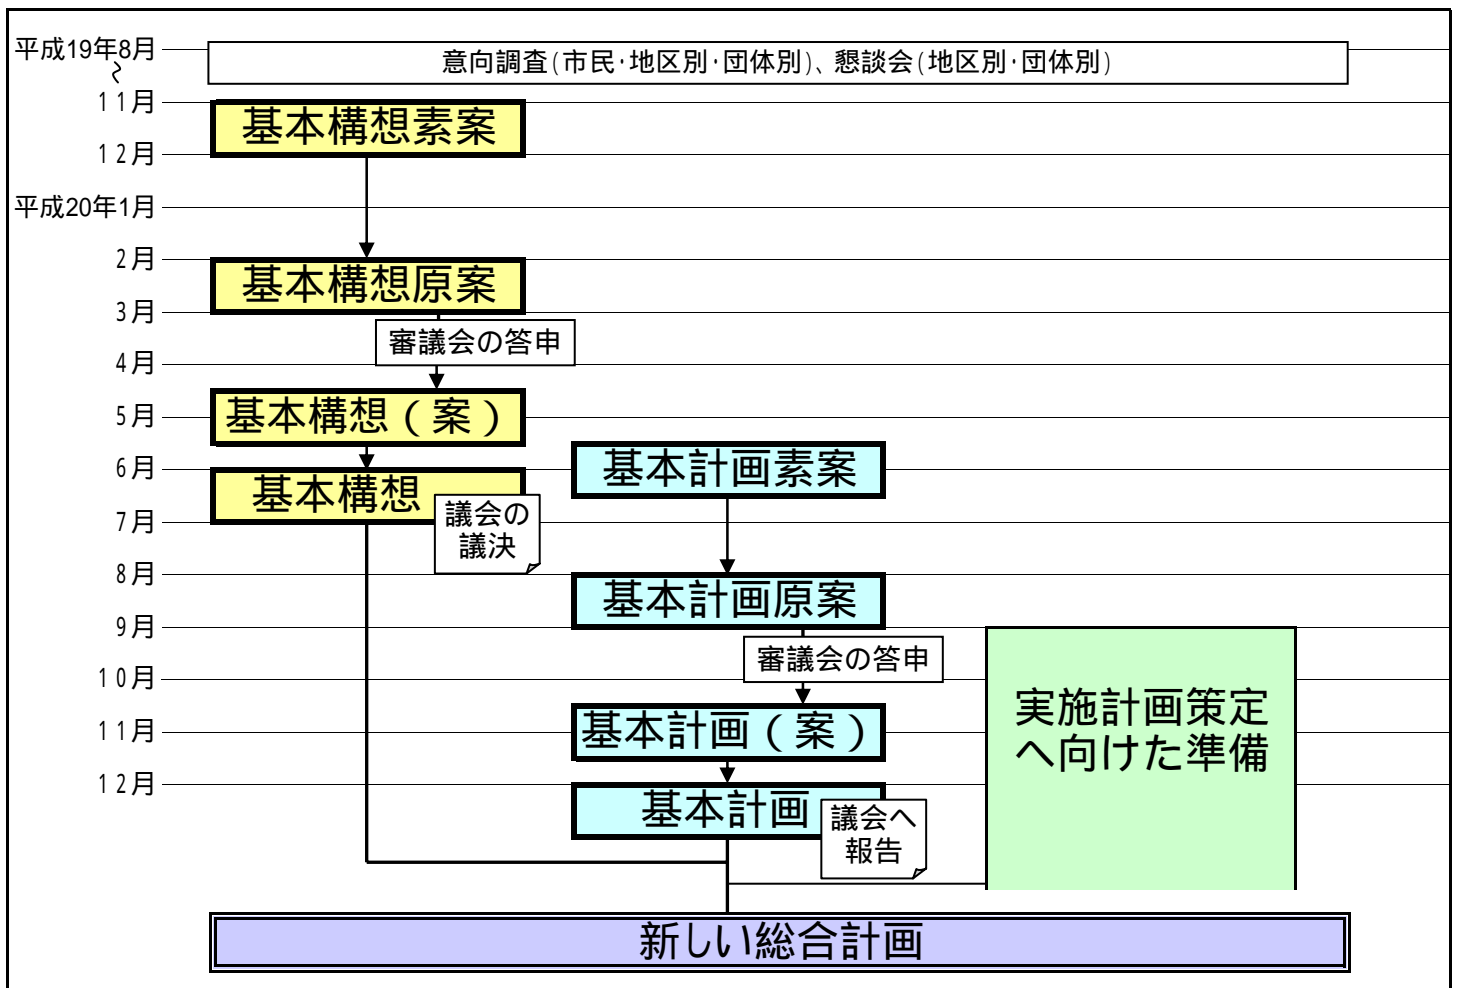 平成19年8月
～
意向調査(市民･地区別･団体別)、懇談会(地区別･団体別)
11月
基本構想素案
12月
平成20年1月
2月
基本構想原案
3月
審議会の答申
4月
5月
基本構想（案）
6月
基本構想
議会の
議決
基本計画素案
7月
8月
基本計画原案
9月
審議会の答申
10月
11月
基本計画（案）
12月
基本計画
議会へ
報告
実施計画策定
へ向けた準備
新しい総合計画